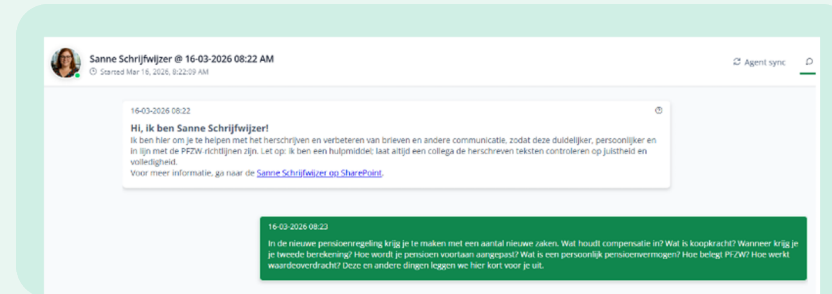 Sanne Schrijfwijzer @ 16-03-2026 08:22 AM
Started Mar 16, 2026, 8:22:09 AM
Agent sync
16-03-2026 08:22
Hi, ik ben Sanne Schrijfwijzer!
Ik ben hier om je te helpen met het herschrijven en verbeteren van brieven en andere communicatie, zodat deze duidelijker, persoonlijker en
in lijn met de PFZW-richtlijnen zijn. Let op: ik ben een hulpmiddel; laat altijd een collega de herschreven teksten controleren op juistheid en
volledigheid.
Voor meer informatie, ga naar de Sanne Schrijfwijzer op SharePoint.
16-03-2026 08:23
In de nieuwe pensioenregeling krijg je te maken met een aantal nieuwe zaken. Wat houdt compensatie in? Wat is koopkracht? Wanneer krijg je
je tweede berekening? Hoe wordt je pensioen voortaan aangepast? Wat is een persoonlijk pensioenvermogen? Hoe belegt PFZW? Hoe werkt
waardeoverdracht? Deze en andere dingen leggen we hier kort voor je uit.